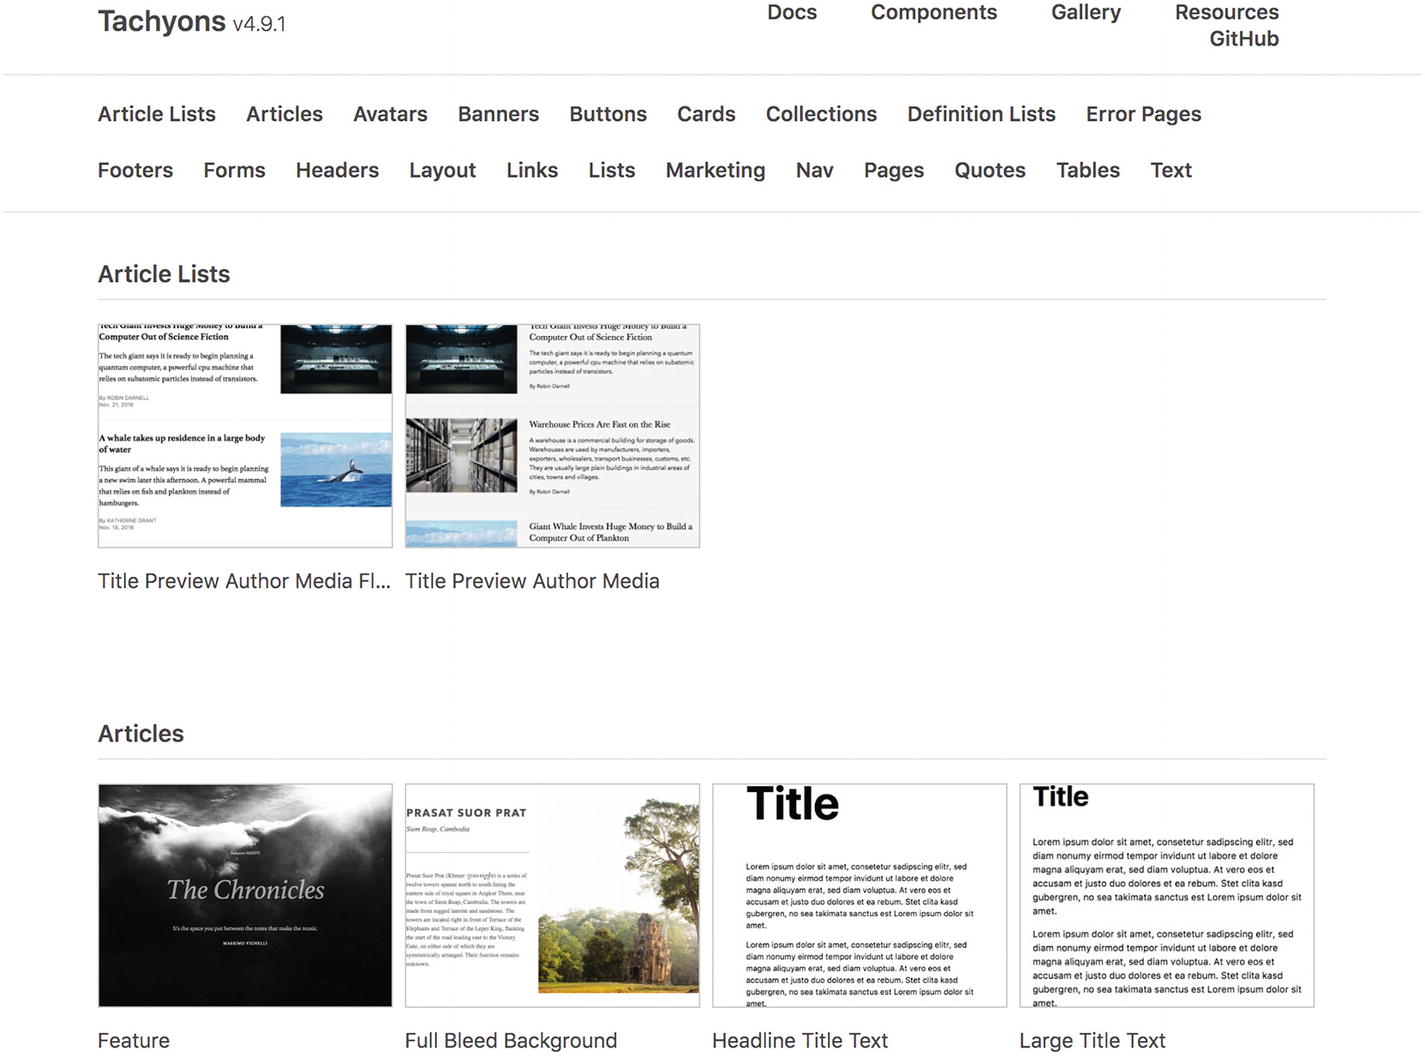 Tachyons v4.9.1
Docs Components Gallery Resources
GitHub
Article Lists Articles Avatars Banners Buttons Cards Collections Definition Lists Error Pages
Footers Forms Headers Layout Links Lists Marketing Nav Pages Quotes Tables Text
Article Lists
Tech Giant Invests Huge Money to Build a
Computer Out of Science Fiction
The tech giant says it is ready to begin planning a
quantum computer, a powerful cpu machine that
relies on subatomic particles instead of transistors.
By ROBIN DARNELL
Nov. 21, 2016
A whale takes up residence in a large body
of water
This giant of a whale says it is ready to begin planning
a new swim later this afternoon. A powerful mammal
that relies on fish and plankton instead of
hamburgers.
By KATHERINE GRANT
Nov. 19, 2016
Tech Giant Invests Huge Money to Build a
Computer Out of Science Fiction
The tech giant says it is ready to begin planning a quantum
computer, a powerful cpu machine that relies on subatomic
particles instead of transistors.
By Robin Darnell
Warehouse Prices Are Fast on the Rise
A warehouse is a commercial building for storage of goods.
Warehouses are used by manufacturers, importers,
exporters, wholesalers, transport businesses, customs, etc.
They are usually large plain buildings in industrial areas of
cities, towns and villages.
By Robin Darnell
Giant Whale Invests Huge Money to Build a
Computer Out of Plankton
Title Preview Author Media Fl... Title Preview Author Media
Articles
Summer MMXVI
The Chronicles
It's the space you put between the notes that make the music.
MASSIMO VIGNELLI
PRASAT SUOR PRAT
Siem Reap, Cambodia
Prasat Suor Prat (Khmer: ) is a series of
twelve towers spanne north to south lining the
eastern side of royal square in Angkor Thom, near
the town of Siem Reap, Cambodia. The towers are
made from rugged laterite and sandstone. The
towers are located right in front of Terrace of the
Elephants and Terrace of the Leper King, flanking
the start of the road leading east to the Victory
Gate, on either side of which they are
symmetrically arranged. Their function remains
unknown.
Title
Lorem ipsum dolor sit amet, consetetur sadipscing elitr, sed
diam nonumy eirmod tempor invidunt ut labore et dolore
magna aliquyam erat, sed diam voluptua. At vero eos et
accusam et justo duo dolores et ea rebum. Stet clita kasd
gubergren, no sea takimata sanctus est Lorem ipsum dolor sit
amet.
Lorem ipsum dolor sit amet, consetetur sadipscing elitr, sed
diam nonumy eirmod tempor invidunt ut labore et dolore
magna aliquyam erat, sed diam voluptua. At vero eos et
accusam et justo duo dolores et ea rebum. Stet clita kasd
gubergren, no sea takimata sanctus est Lorem ipsum dolor sit
amet.
Title
Lorem ipsum dolor sit amet, consetetur sadipscing elitr, sed
diam nonumy eirmod tempor invidunt ut labore et dolore
magna aliquyam erat, sed diam voluptua. At vero eos et
accusam et justo duo dolores et ea rebum. Stet clita kasd
gubergren, no sea takimata sanctus est Lorem ipsum dolor sit
amet.
Lorem ipsum dolor sit amet, consetetur sadipscing elitr, sed
diam nonumy eirmod tempor invidunt ut labore et dolore
magna aliquyam erat, sed diam voluptua. At vero eos et
accusam et justo duo dolores et ea rebum. Stet clita kasd
gubergren, no sea takimata sanctus est Lorem ipsum dolor sit
amet.
Feature Full Bleed Background Headline Title Text Large Title Text